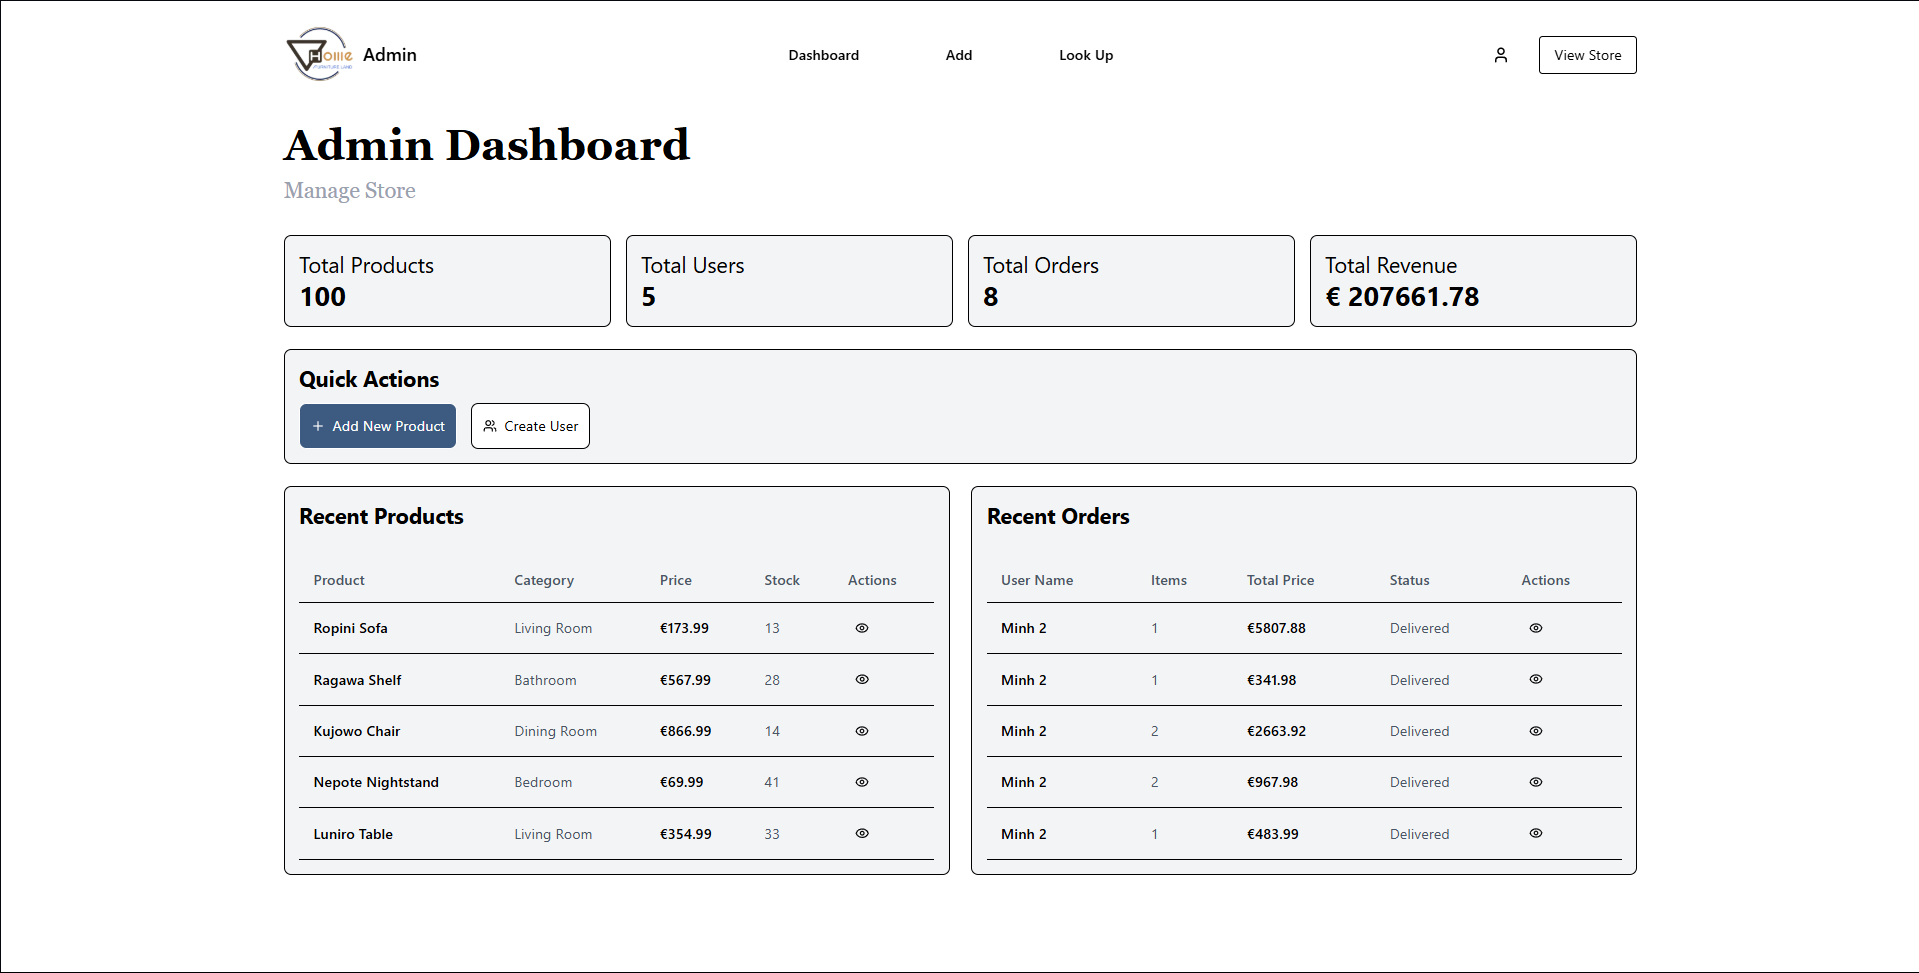 Home
FURNITURE LAND
Admin
Dashboard
Add
Look Up
View Store
Admin Dashboard
Manage Store
Total Products
100
Total Users
5
Total Orders
8
Total Revenue
€ 207661.78
Quick Actions
+ Add New Product
Create User
Recent Products
Product Category Price Stock Actions
Ropini Sofa Living Room €173.99 13
Ragawa Shelf Bathroom €567.99 28
Kujowo Chair Dining Room €866.99 14
Nepote Nightstand Bedroom €69.99 41
Luniro Table Living Room €354.99 33
Recent Orders
User Name Items Total Price Status Actions
Minh 2 1 €5807.88 Delivered
Minh 2 1 €341.98 Delivered
Minh 2 2 €2663.92 Delivered
Minh 2 2 €967.98 Delivered
Minh 2 1 €483.99 Delivered